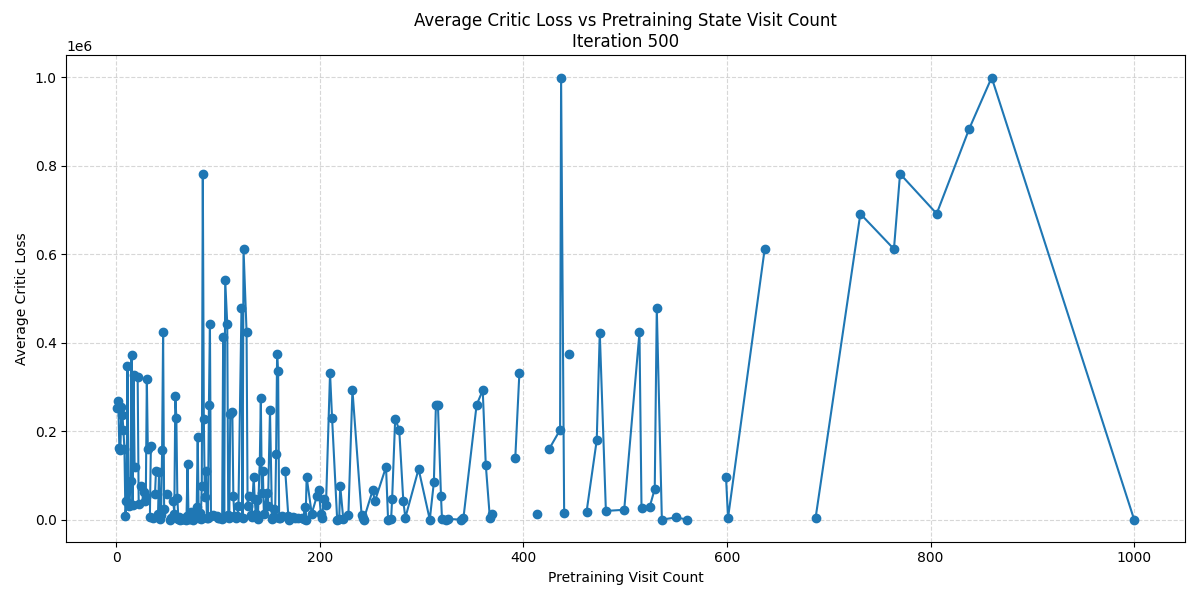 Average Critic Loss vs Pretraining State Visit Count
Iteration 500
1e6
1.0
0.8
0.6
0.4
0.2
0.0
Average Critic Loss
0 200 400 600 800 1000
Pretraining Visit Count